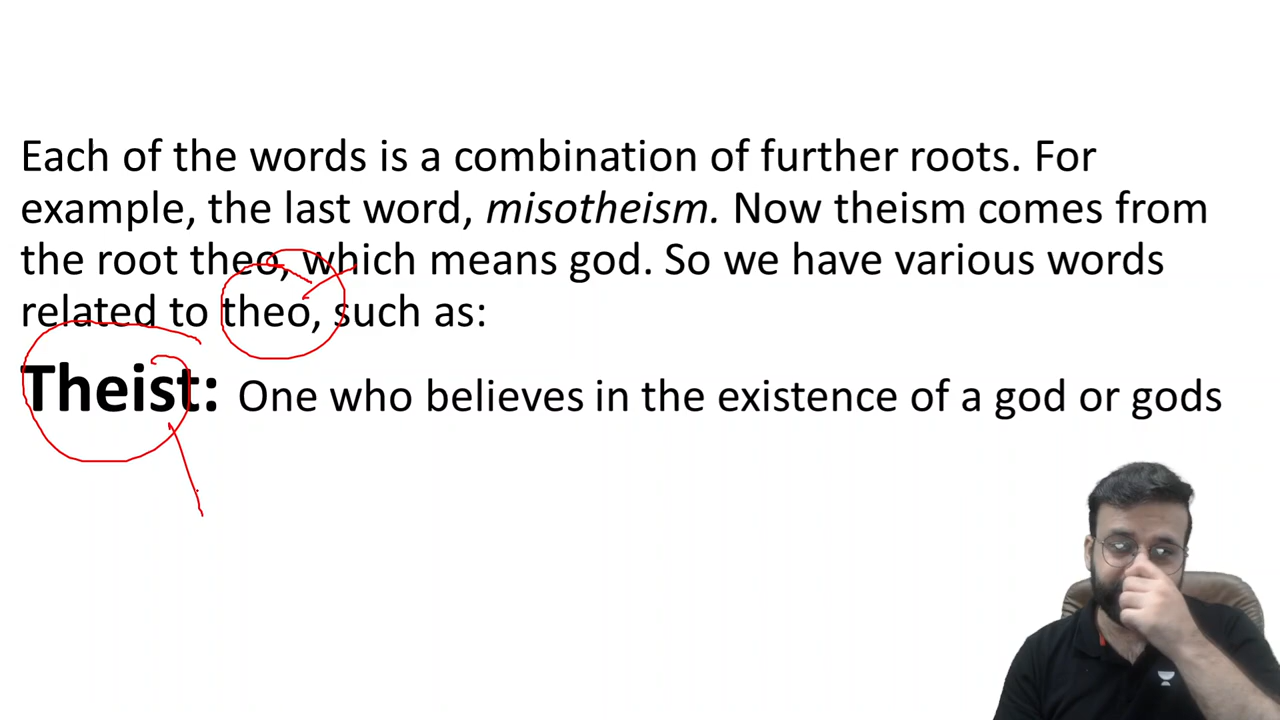 Each of the words is a combination of further roots. For
example, the last word, misotheism. Now theism comes from
the root theo, which means god. So we have various words
related to theo, such as:
Theist: One who believes in the existence of a god or gods